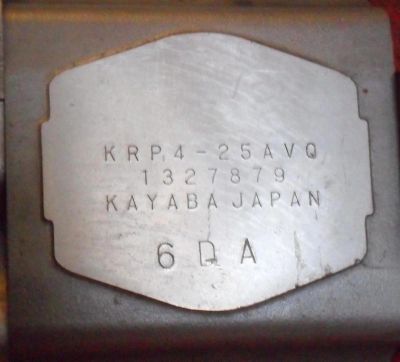 KRP4-25AVQ
1327879
KAYABA JAPAN
6DA